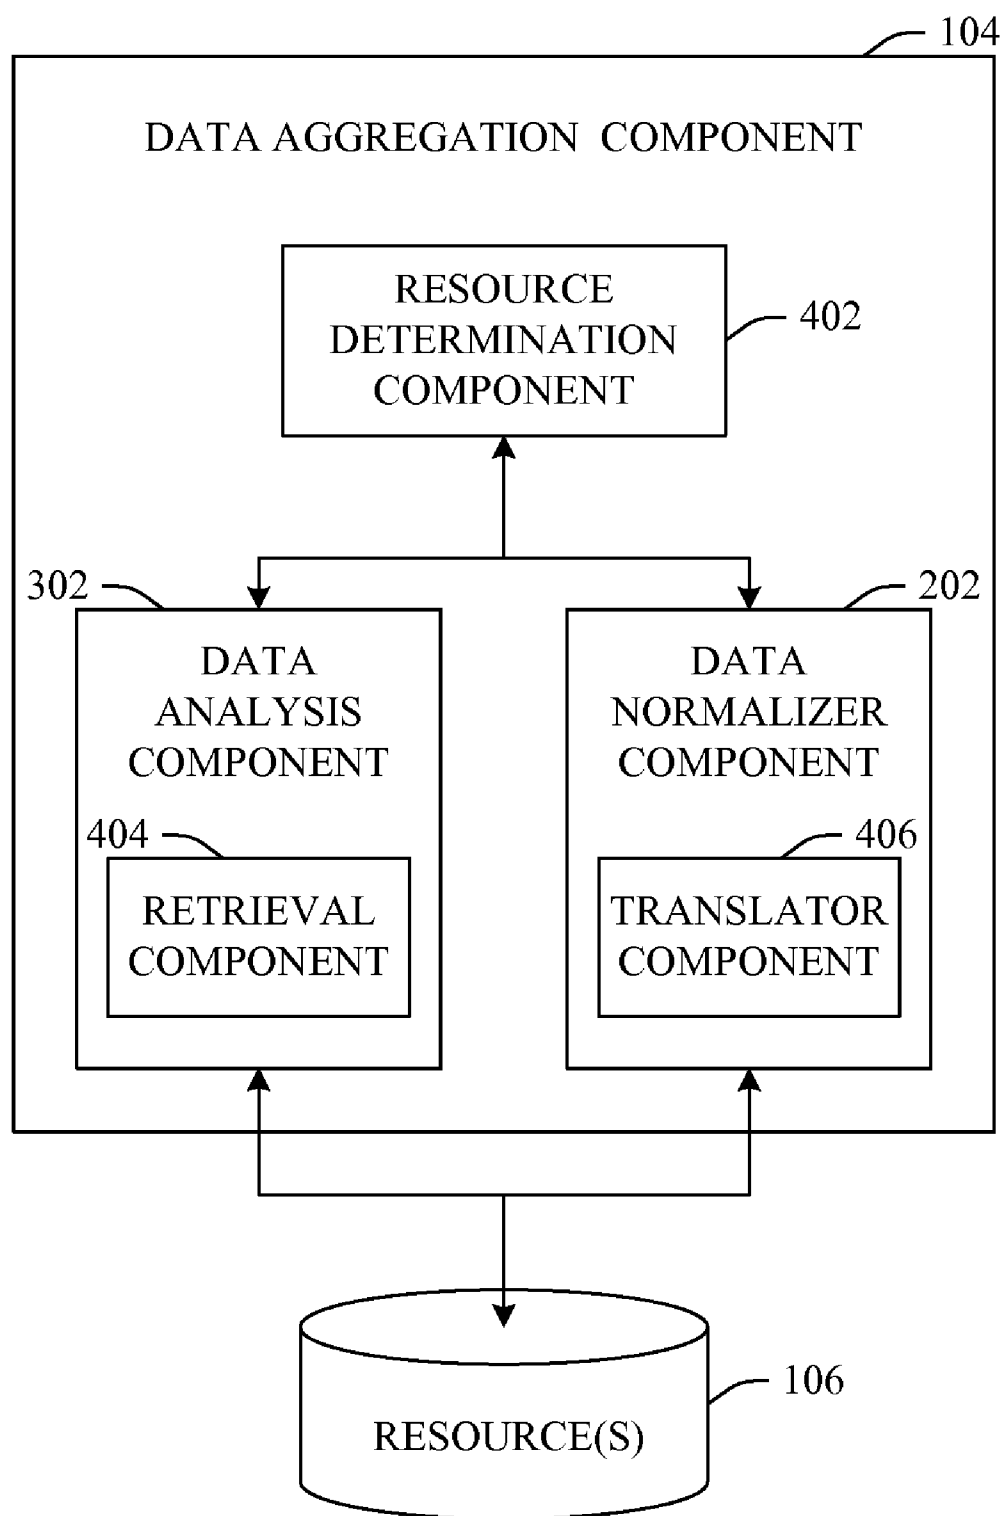 104
DATA AGGREGATION COMPONENT
RESOURCE
DETERMINATION
COMPONENT
402
302
202
DATA
ANALYSIS
COMPONENT
DATA
NORMALIZER
COMPONENT
404
406
RETRIEVAL
COMPONENT
TRANSLATOR
COMPONENT
106
RESOURCE(S)